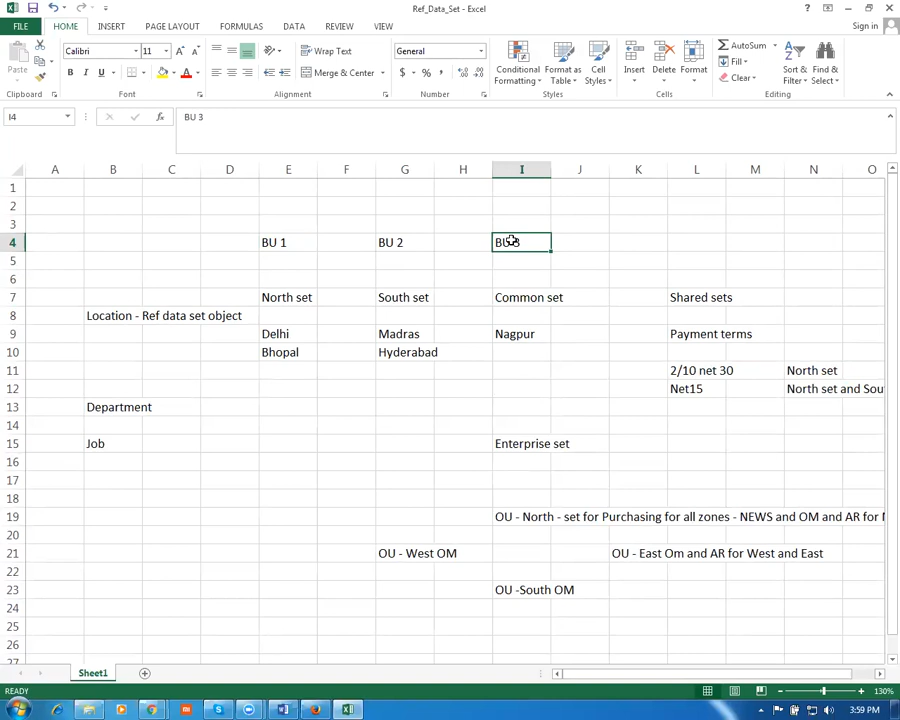 Ref_Data_Set - Excel
?
FILE HOME INSERT PAGE LAYOUT FORMULAS DATA REVIEW VIEW Sign in
Paste
Calibri 11
B I U
Wrap Text
Merge & Center
General
$ % ,
Conditional Formatting
Format as Table
Cell Styles
Insert Delete Format
AutoSum
Fill
Clear
Sort & Filter
Find & Select
Clipboard Font Alignment Number Styles Cells Editing
I4 fx BU 3
A B C D E F G H I J K L M N O
1
2
3
4 BU 1 BU 2 BU 3
5
6
7 North set South set Common set Shared sets
8 Location - Ref data set object
9 Delhi Madras Nagpur Payment terms
10 Bhopal Hyderabad
11 2/10 net 30 North set
12 Net15 North set and Sou
13 Department
14
15 Job Enterprise set
16
17
18
19 OU - North - set for Purchasing for all zones - NEWS and OM and AR for N
20
21 OU - West OM OU - East Om and AR for West and East
22
23 OU -South OM
24
25
26
27
Sheet1
READY 130%
3:59 PM